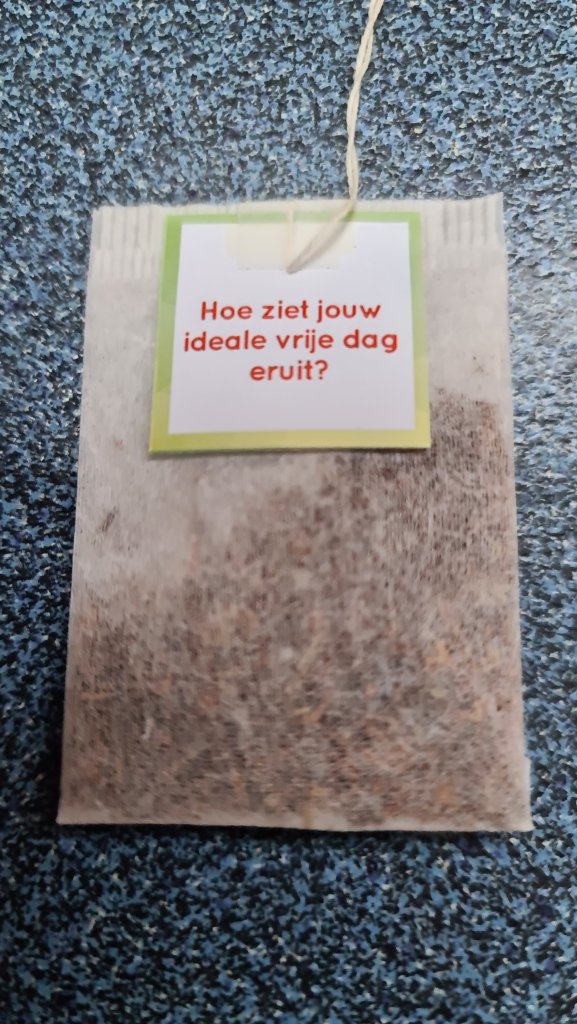 Hoe ziet jouw
ideale vrije dag
eruit?